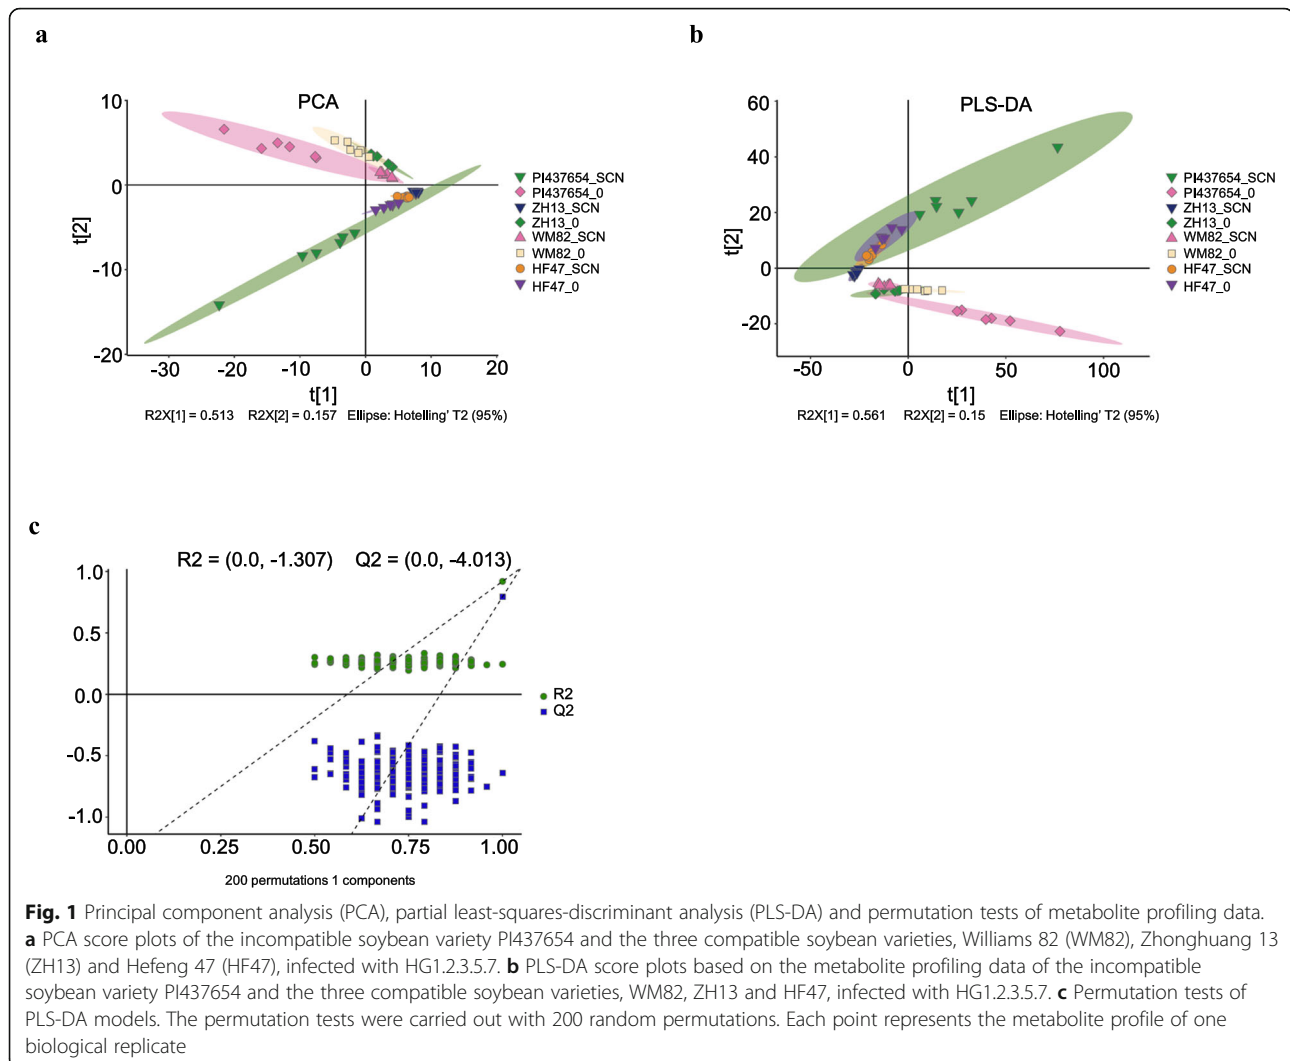 a
PCA
10
0
-10
-20
t[2]
-30 -20 -10 0 10 20
t[1]
R2X[1] = 0.513 R2X[2] = 0.157 Ellipse: Hotelling' T2 (95%)
PI437654_SCN
PI437654_0
ZH13_SCN
ZH13_0
WM82_SCN
WM82_0
HF47_SCN
HF47_0
b
PLS-DA
60
40
20
0
-20
t[2]
-50 0 50 100
t[1]
R2X[1] = 0.561 R2X[2] = 0.15 Ellipse: Hotelling' T2 (95%)
PI437654_SCN
PI437654_0
ZH13_SCN
ZH13_0
WM82_SCN
WM82_0
HF47_SCN
HF47_0
c
R2 = (0.0, -1.307) Q2 = (0.0, -4.013)
1.0
0.5
0.0
-0.5
-1.0
0.00 0.25 0.50 0.75 1.00
R2
Q2
200 permutations 1 components
Fig. 1 Principal component analysis (PCA), partial least-squares-discriminant analysis (PLS-DA) and permutation tests of metabolite profiling data.
a PCA score plots of the incompatible soybean variety PI437654 and the three compatible soybean varieties, Williams 82 (WM82), Zhonghuang 13
(ZH13) and Hefeng 47 (HF47), infected with HG1.2.3.5.7. b PLS-DA score plots based on the metabolite profiling data of the incompatible
soybean variety PI437654 and the three compatible soybean varieties, WM82, ZH13 and HF47, infected with HG1.2.3.5.7. c Permutation tests of
PLS-DA models. The permutation tests were carried out with 200 random permutations. Each point represents the metabolite profile of one
biological replicate